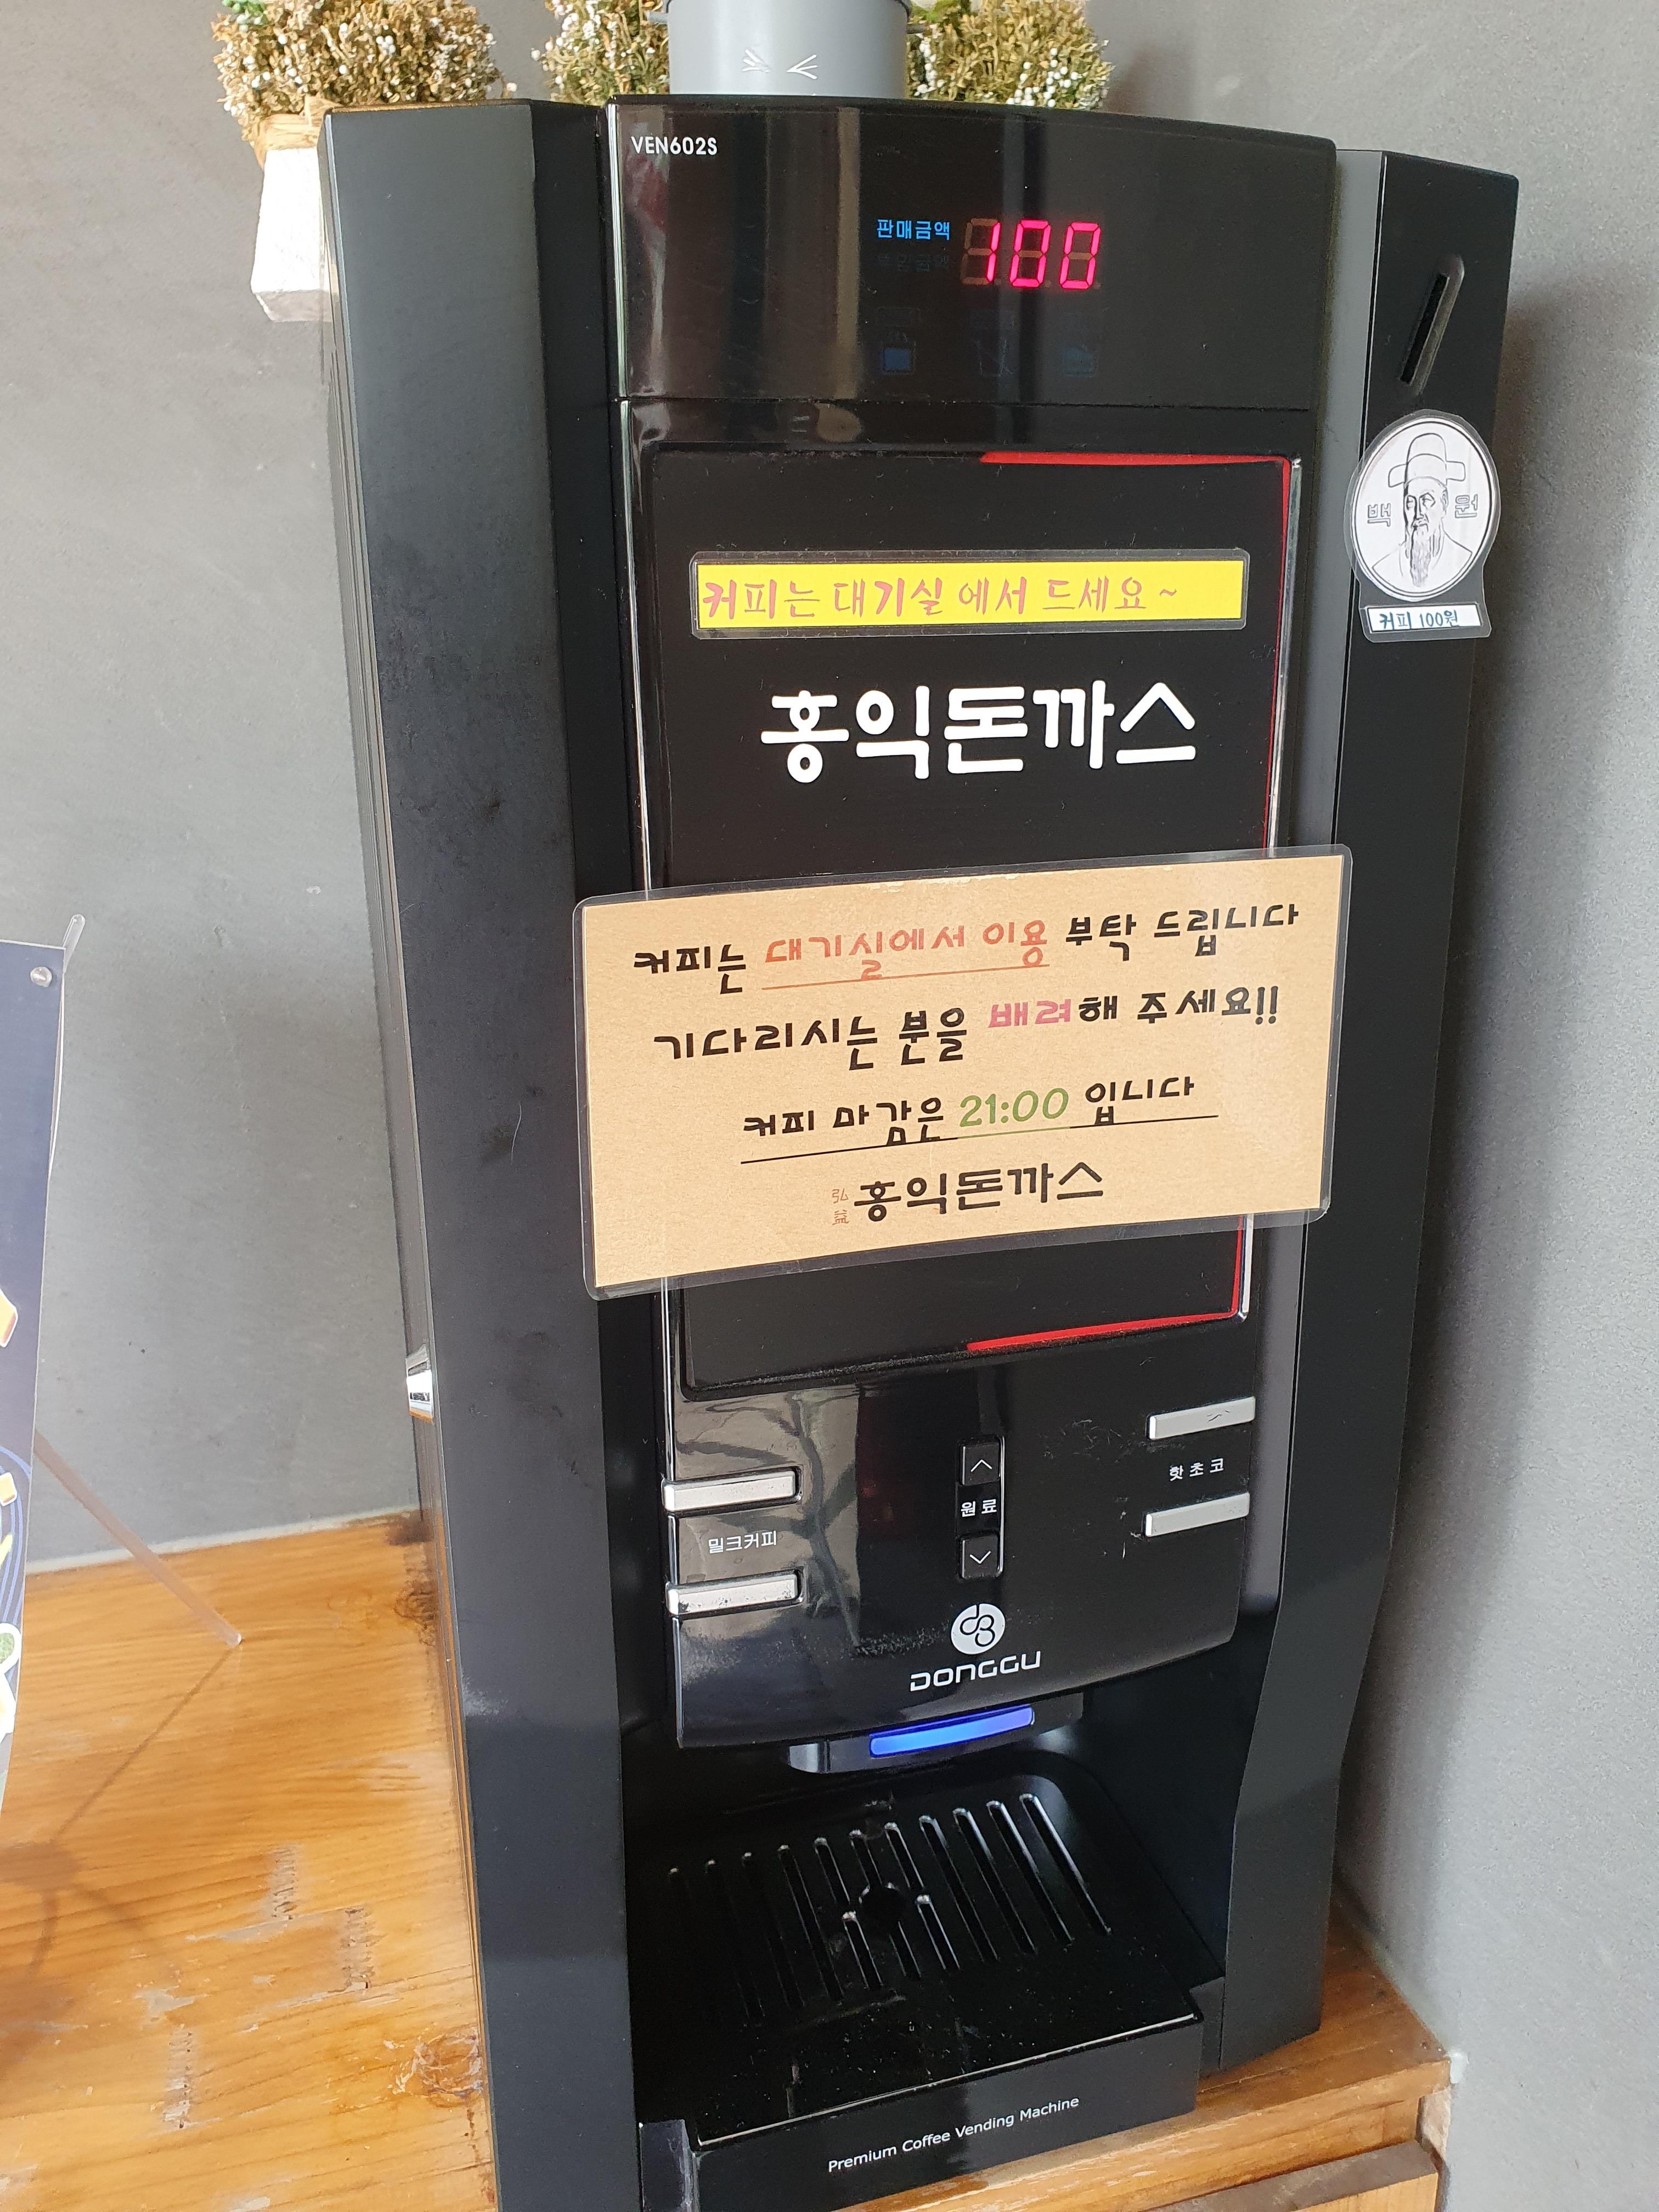 VEN602S
판매금액
100
백 원
커피 100원
커피는 대기실 에서 드세요~
홍익돈까스
커피는 대기실에서 이용 부탁 드립니다
기다리시는 분을 배려해 주세요!!
커피 마감은 21:00 입니다
弘益 홍익돈까스
핫초코
원료
밀크커피
DONGGU
Premium Coffee Vending Machine